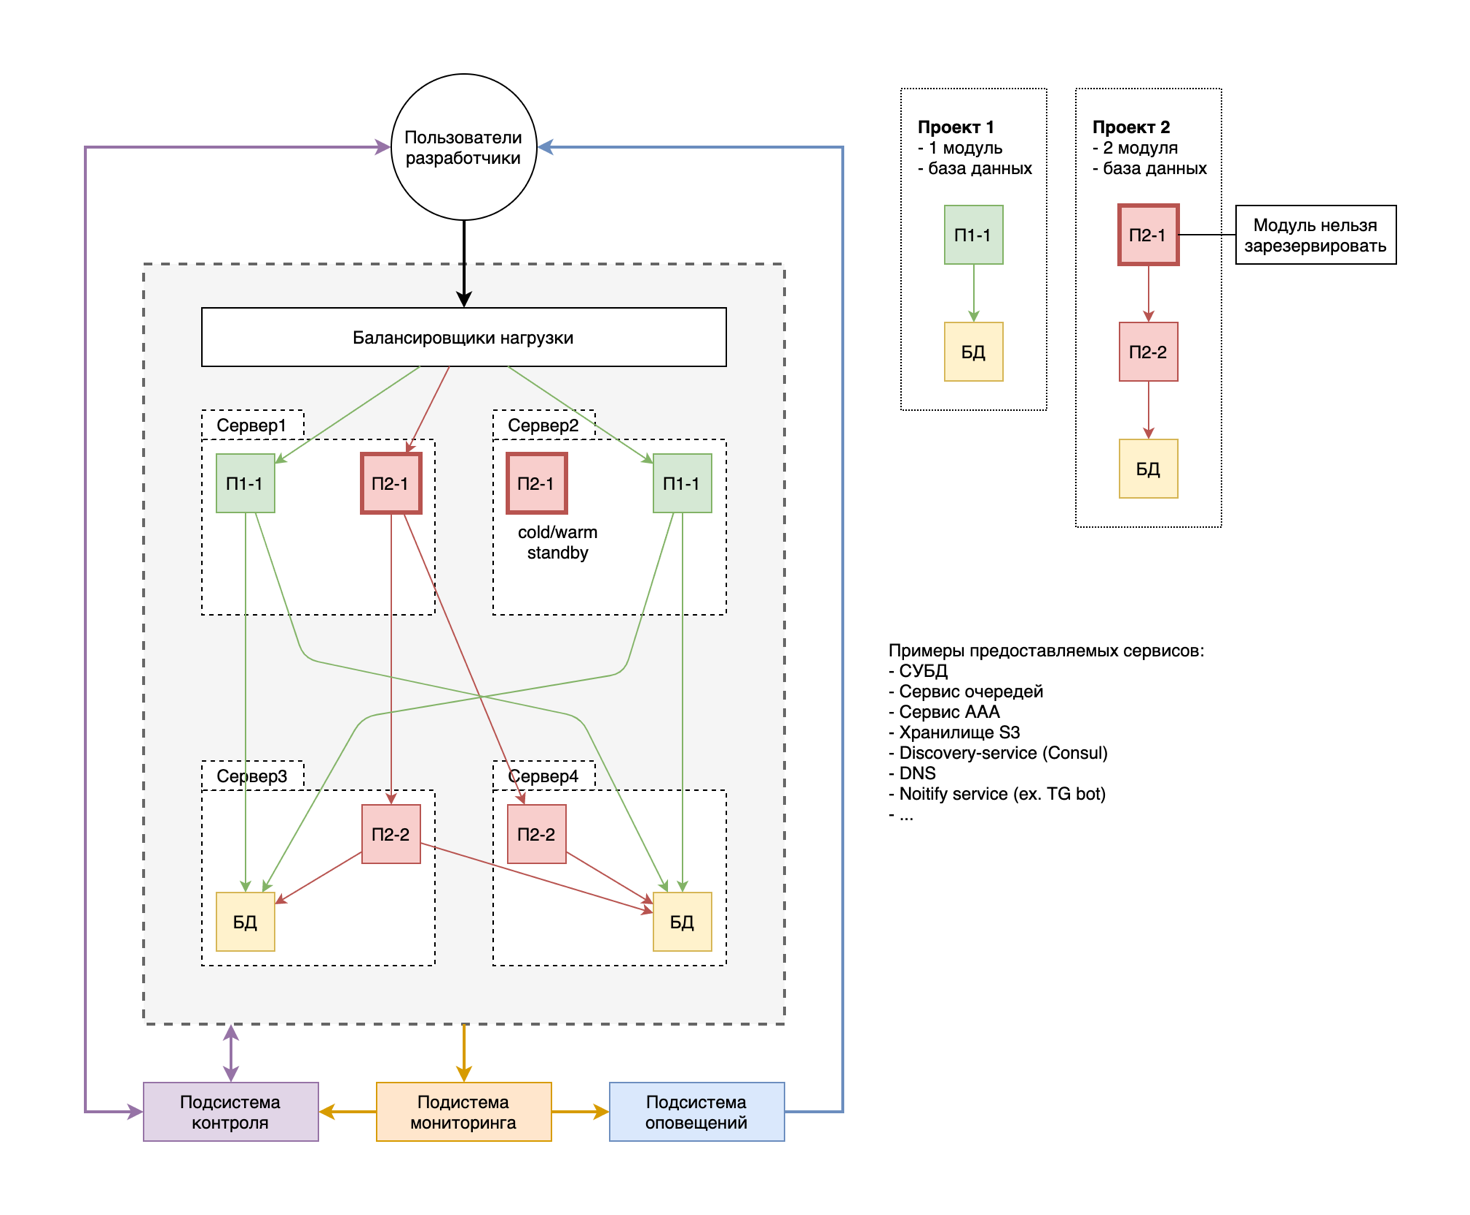 Пользователи
разработчики
Балансировщики нагрузки
Сервер1
П1-1
П2-1
Сервер2
П2-1
cold/warm
standby
П1-1
Сервер3
П2-2
БД
Сервер4
П2-2
БД
Подсистема
контроля
Подистема
мониторинга
Подсистема
оповещений
Проект 1
- 1 модуль
- база данных
П1-1
БД
Проект 2
- 2 модуля
- база данных
П2-1
П2-2
БД
Модуль нельзя
зарезервировать
Примеры предоставляемых сервисов:
- СУБД
- Сервис очередей
- Сервис ААА
- Хранилище S3
- Discovery-service (Consul)
- DNS
- Noitify service (ex. TG bot)
- ...